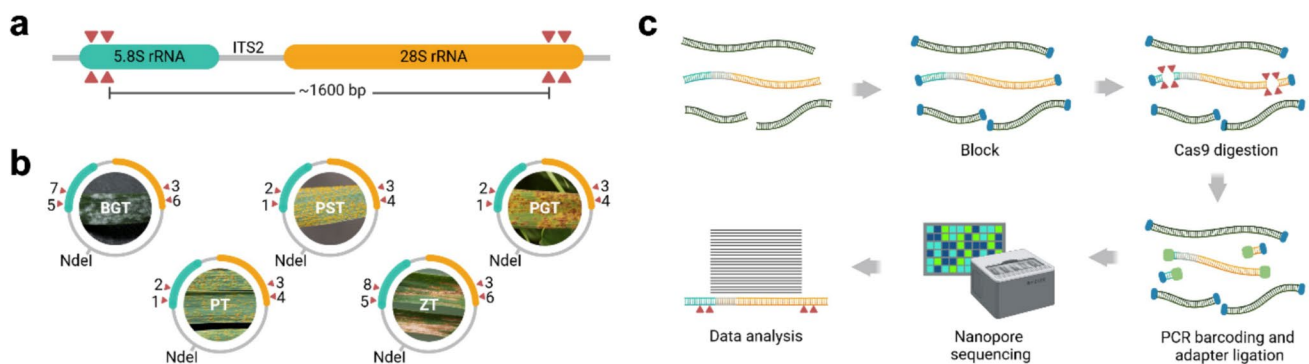 a
5.8S rRNA ITS2 28S rRNA
~1600 bp
b
7
5
BGT
3
6
NdeI
2
1
PST
3
4
2
1
PGT
3
4
NdeI
2
1
PT
3
4
NdeI
8
5
ZT
3
6
NdeI
c
Block
Cas9 digestion
Data analysis
Nanopore
sequencing
PCR barcoding and
adapter ligation